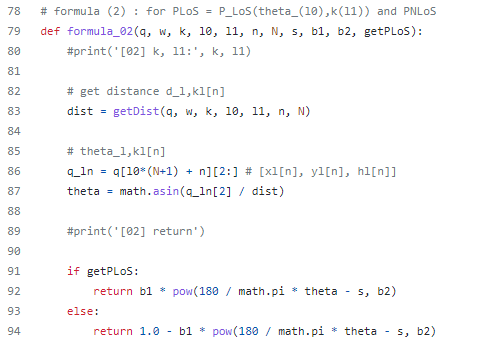 78 # formula (2) : for PLoS = P_LoS(theta_(l0),k(l1)) and PNLoS
79 def formula_02(q, w, k, l0, l1, n, N, s, b1, b2, getPLoS):
80     #print('[02] k, l1:', k, l1)
81
82     # get distance d_l,kl[n]
83     dist = getDist(q, w, k, l0, l1, n, N)
84
85     # theta_l,kl[n]
86     q_ln = q[l0*(N+1) + n][2:] # [xl[n], yl[n], hl[n]]
87     theta = math.asin(q_ln[2] / dist)
88
89     #print('[02] return')
90
91     if getPLoS:
92         return b1 * pow(180 / math.pi * theta - s, b2)
93     else:
94         return 1.0 - b1 * pow(180 / math.pi * theta - s, b2)